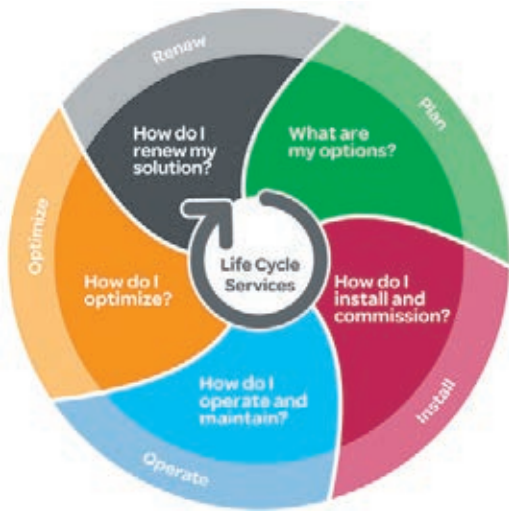 Renew
How do I
renew my
solution?
Plan
What are
my options?
Life Cycle
Services
Optimize
How do I
optimize?
How do I
install and
commission?
Install
How do I
operate and
maintain?
Operate